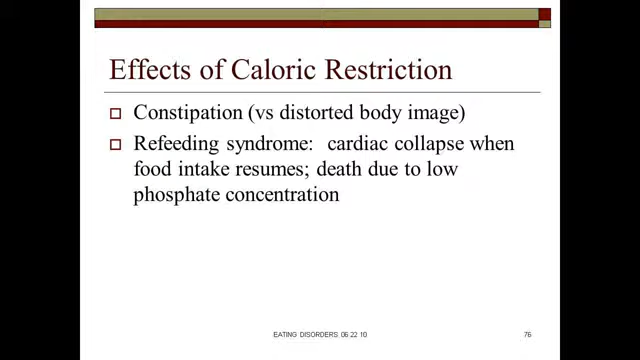 Effects of Caloric Restriction
Constipation (vs distorted body image)
Refeeding syndrome: cardiac collapse when
food intake resumes; death due to low
phosphate concentration
EATING DISORDERS 06 22 10
76